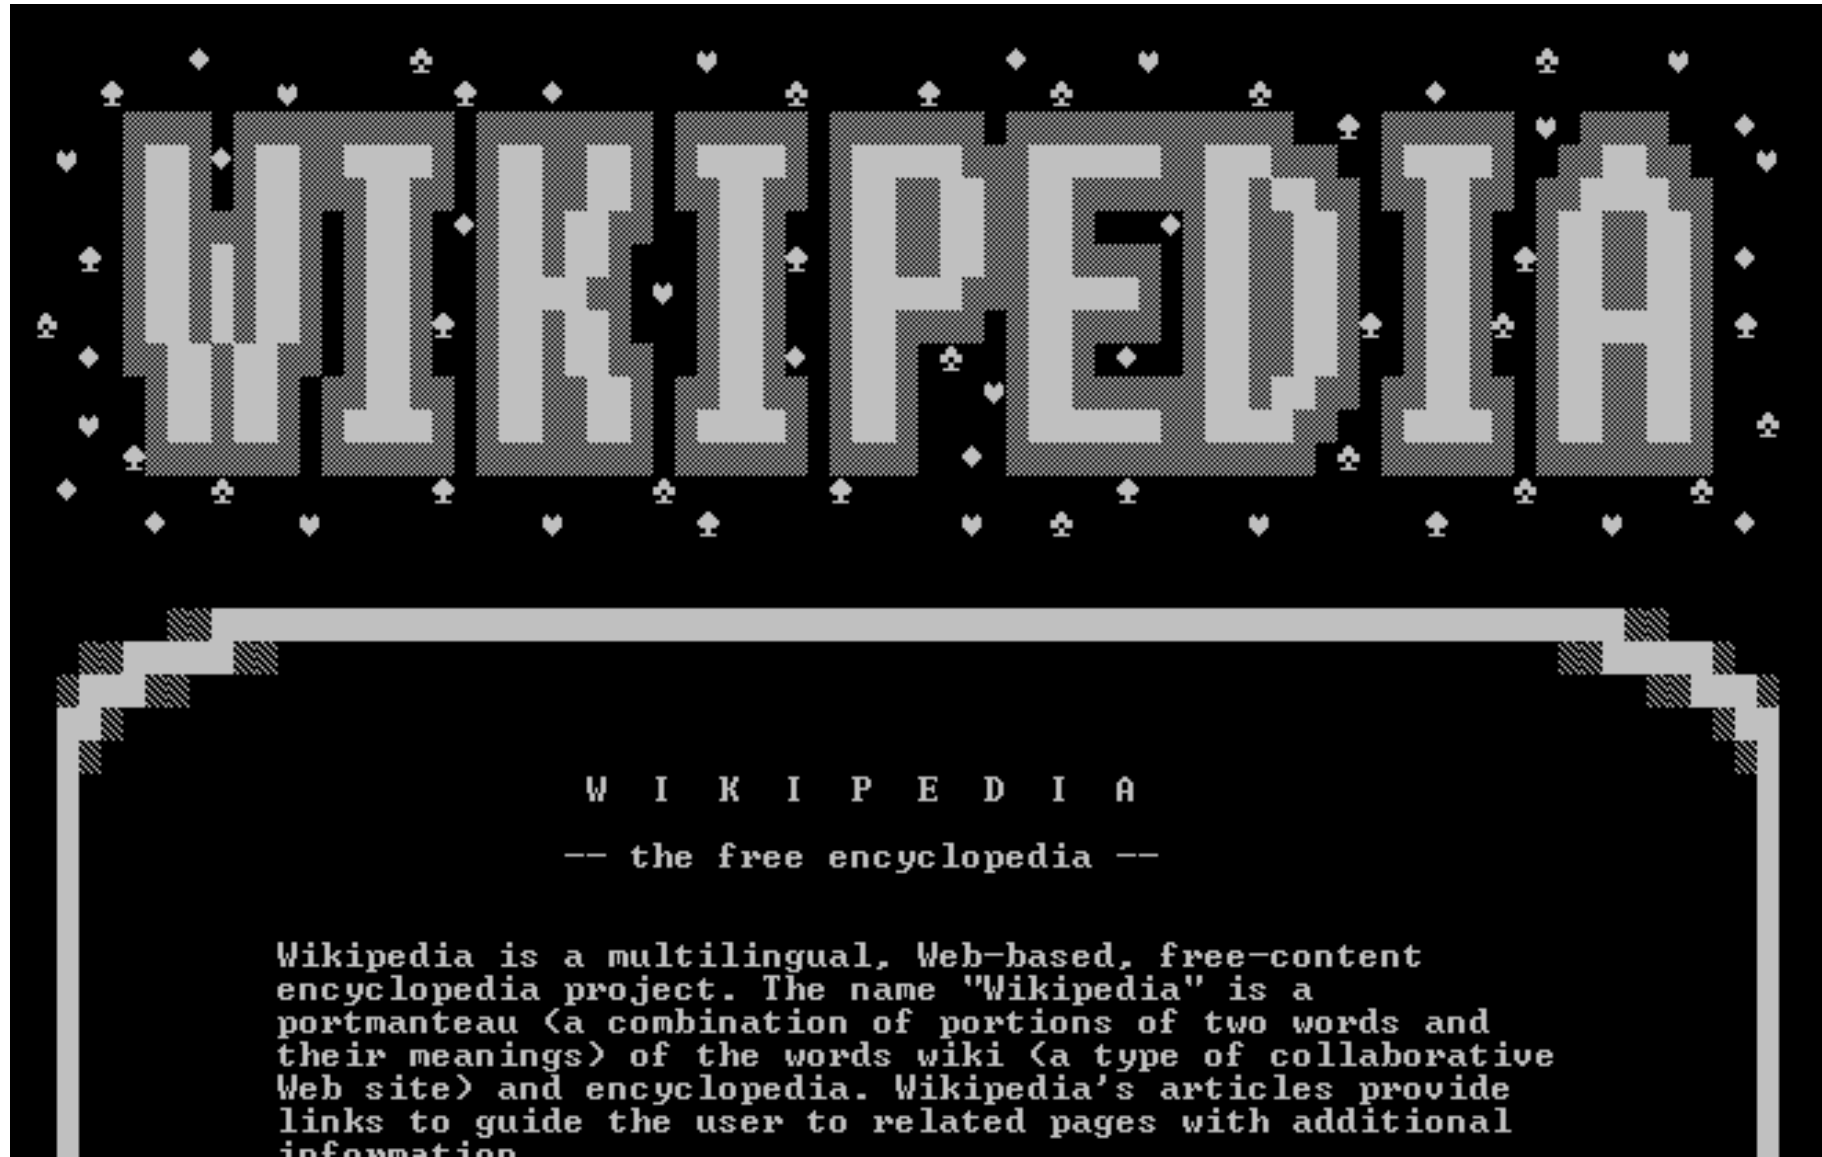 WIKIPEDIA
W I K I P E D I A
-- the free encyclopedia --
Wikipedia is a multilingual, Web-based, free-content
encyclopedia project. The name "Wikipedia" is a
portmanteau (a combination of portions of two words and
their meanings) of the words wiki (a type of collaborative
Web site) and encyclopedia. Wikipedia's articles provide
links to guide the user to related pages with additional
information.